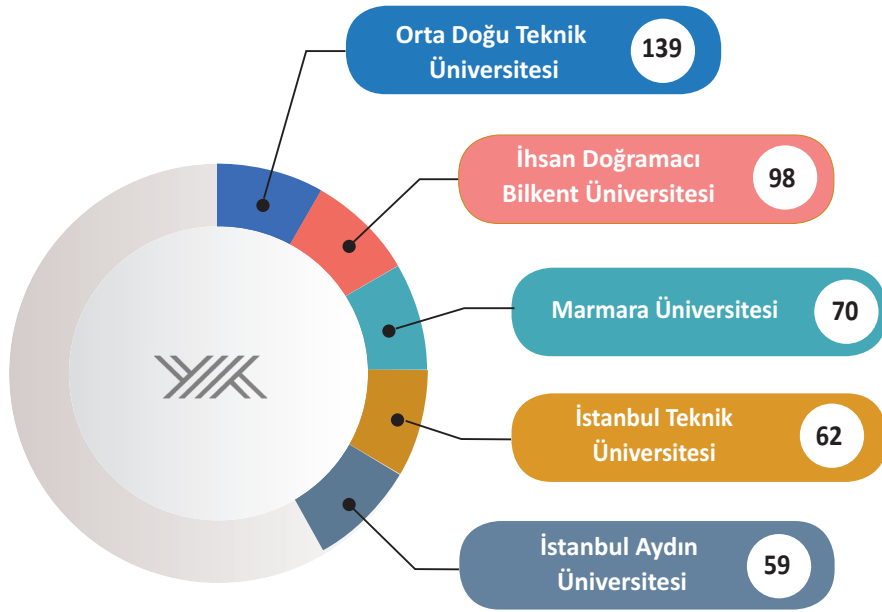 Orta Doğu Teknik
Üniversitesi
139
İhsan Doğramacı
Bilkent Üniversitesi
98
Marmara Üniversitesi
70
İstanbul Teknik
Üniversitesi
62
İstanbul Aydın
Üniversitesi
59